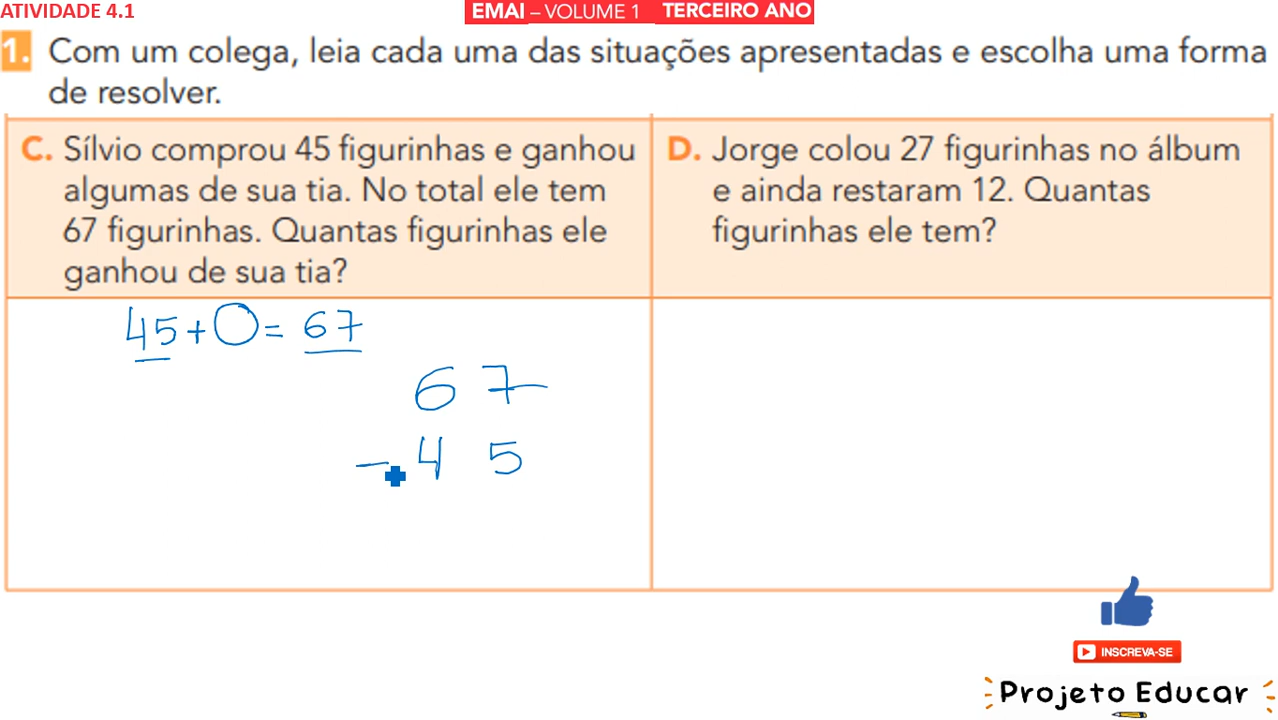 ATIVIDADE 4.1
EMAI – VOLUME 1 TERCEIRO ANO
1. Com um colega, leia cada uma das situações apresentadas e escolha uma forma
de resolver.
C. Sílvio comprou 45 figurinhas e ganhou
algumas de sua tia. No total ele tem
67 figurinhas. Quantas figurinhas ele
ganhou de sua tia?
D. Jorge colou 27 figurinhas no álbum
e ainda restaram 12. Quantas
figurinhas ele tem?
45+○=67
6 7
- 4 5
INSCREVA-SE
Projeto Educar